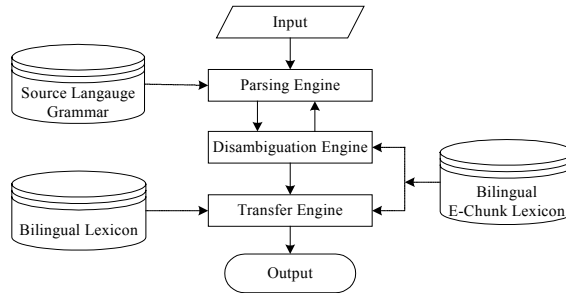 Input
Parsing Engine
Source Langauge
Grammar
Disambiguation Engine
Bilingual
E-Chunk Lexicon
Transfer Engine
Bilingual Lexicon
Output